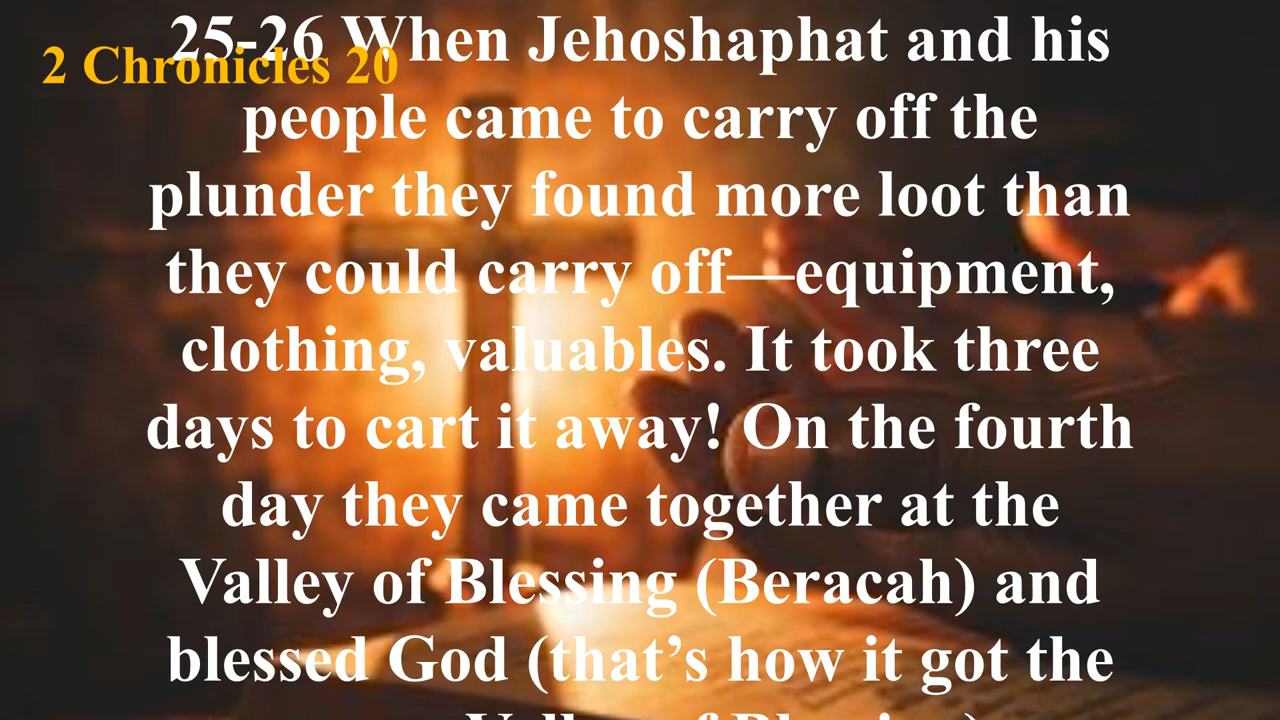 2 Chronicles 20
25-26 When Jehoshaphat and his
people came to carry off the
plunder they found more loot than
they could carry off—equipment,
clothing, valuables. It took three
days to cart it away! On the fourth
day they came together at the
Valley of Blessing (Beracah) and
blessed God (that’s how it got the
Valley of Blessing)